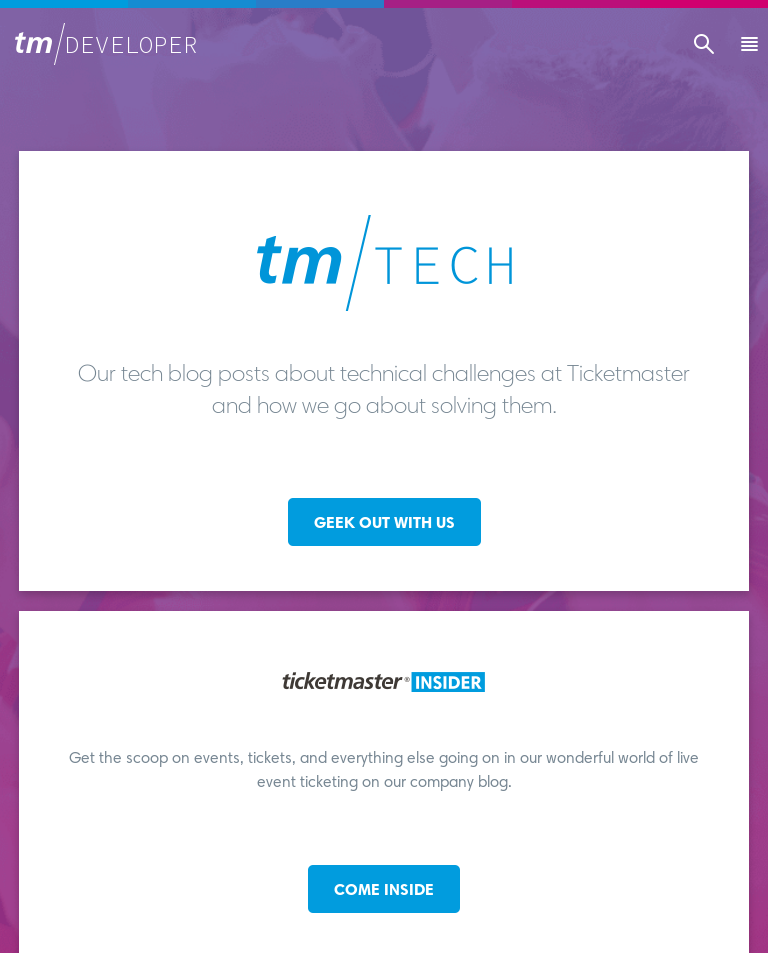 tm/DEVELOPER
tm/TECH
Our tech blog posts about technical challenges at Ticketmaster
and how we go about solving them.
GEEK OUT WITH US
ticketmaster® INSIDER
Get the scoop on events, tickets, and everything else going on in our wonderful world of live
event ticketing on our company blog.
COME INSIDE